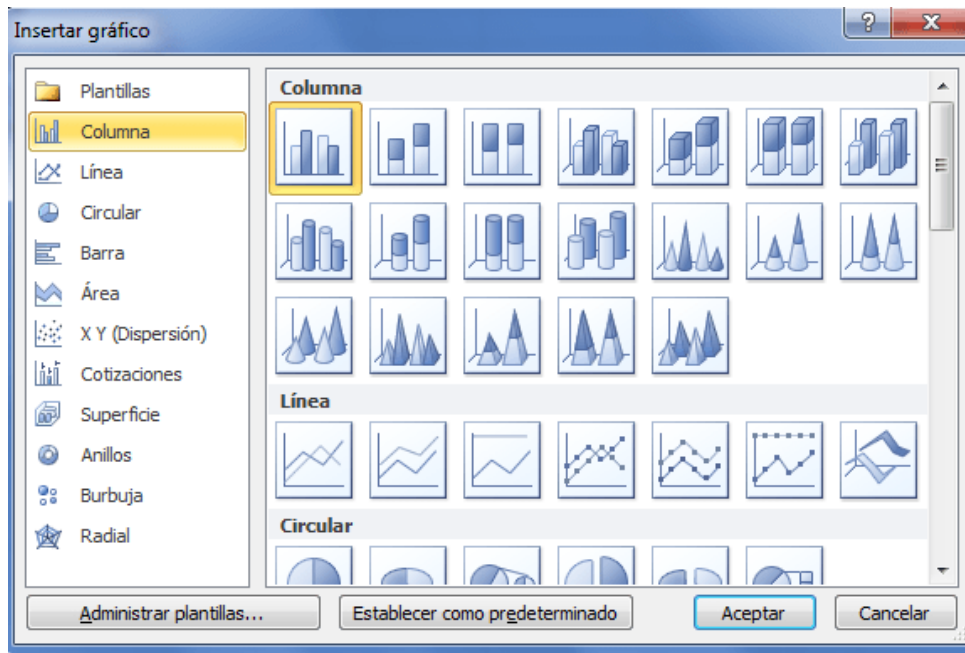 Insertar gráfico
Plantillas
Columna
Línea
Circular
Barra
Área
X Y (Dispersión)
Cotizaciones
Superficie
Anillos
Burbuja
Radial
Columna
Línea
Circular
Administrar plantillas...
Establecer como predeterminado
Aceptar
Cancelar